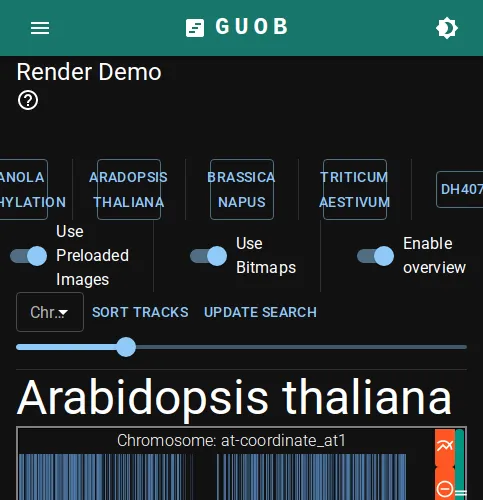 GUOB
Render Demo
ANOLA
HYLATION
ARADOPSIS
THALIANA
BRASSICA
NAPUS
TRITICUM
AESTIVUM
DH407
Use
Preloaded
Images
Use
Bitmaps
Enable
overview
Chr...
SORT TRACKS
UPDATE SEARCH
Arabidopsis thaliana
Chromosome: at-coordinate_at1